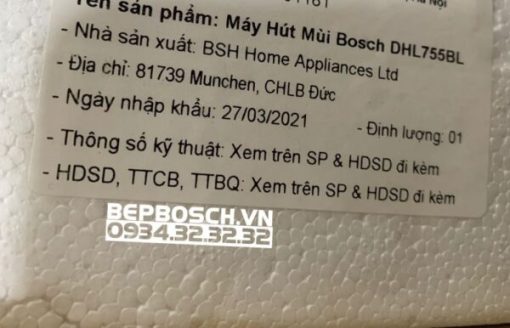 Tên sản phẩm: Máy Hút Mùi Bosch DHL755BL
- Nhà sản xuất: BSH Home Appliances Ltd
- Địa chỉ: 81739 Munchen, CHLB Đức
- Ngày nhập khẩu: 27/03/2021 - Định lượng: 01
- Thông số kỹ thuật: Xem trên SP & HDSD đi kèm
- HDSD, TTCB, TTBQ: Xem trên SP & HDSD đi kèm
BEPBOSCH.VN
0934.32.32.32